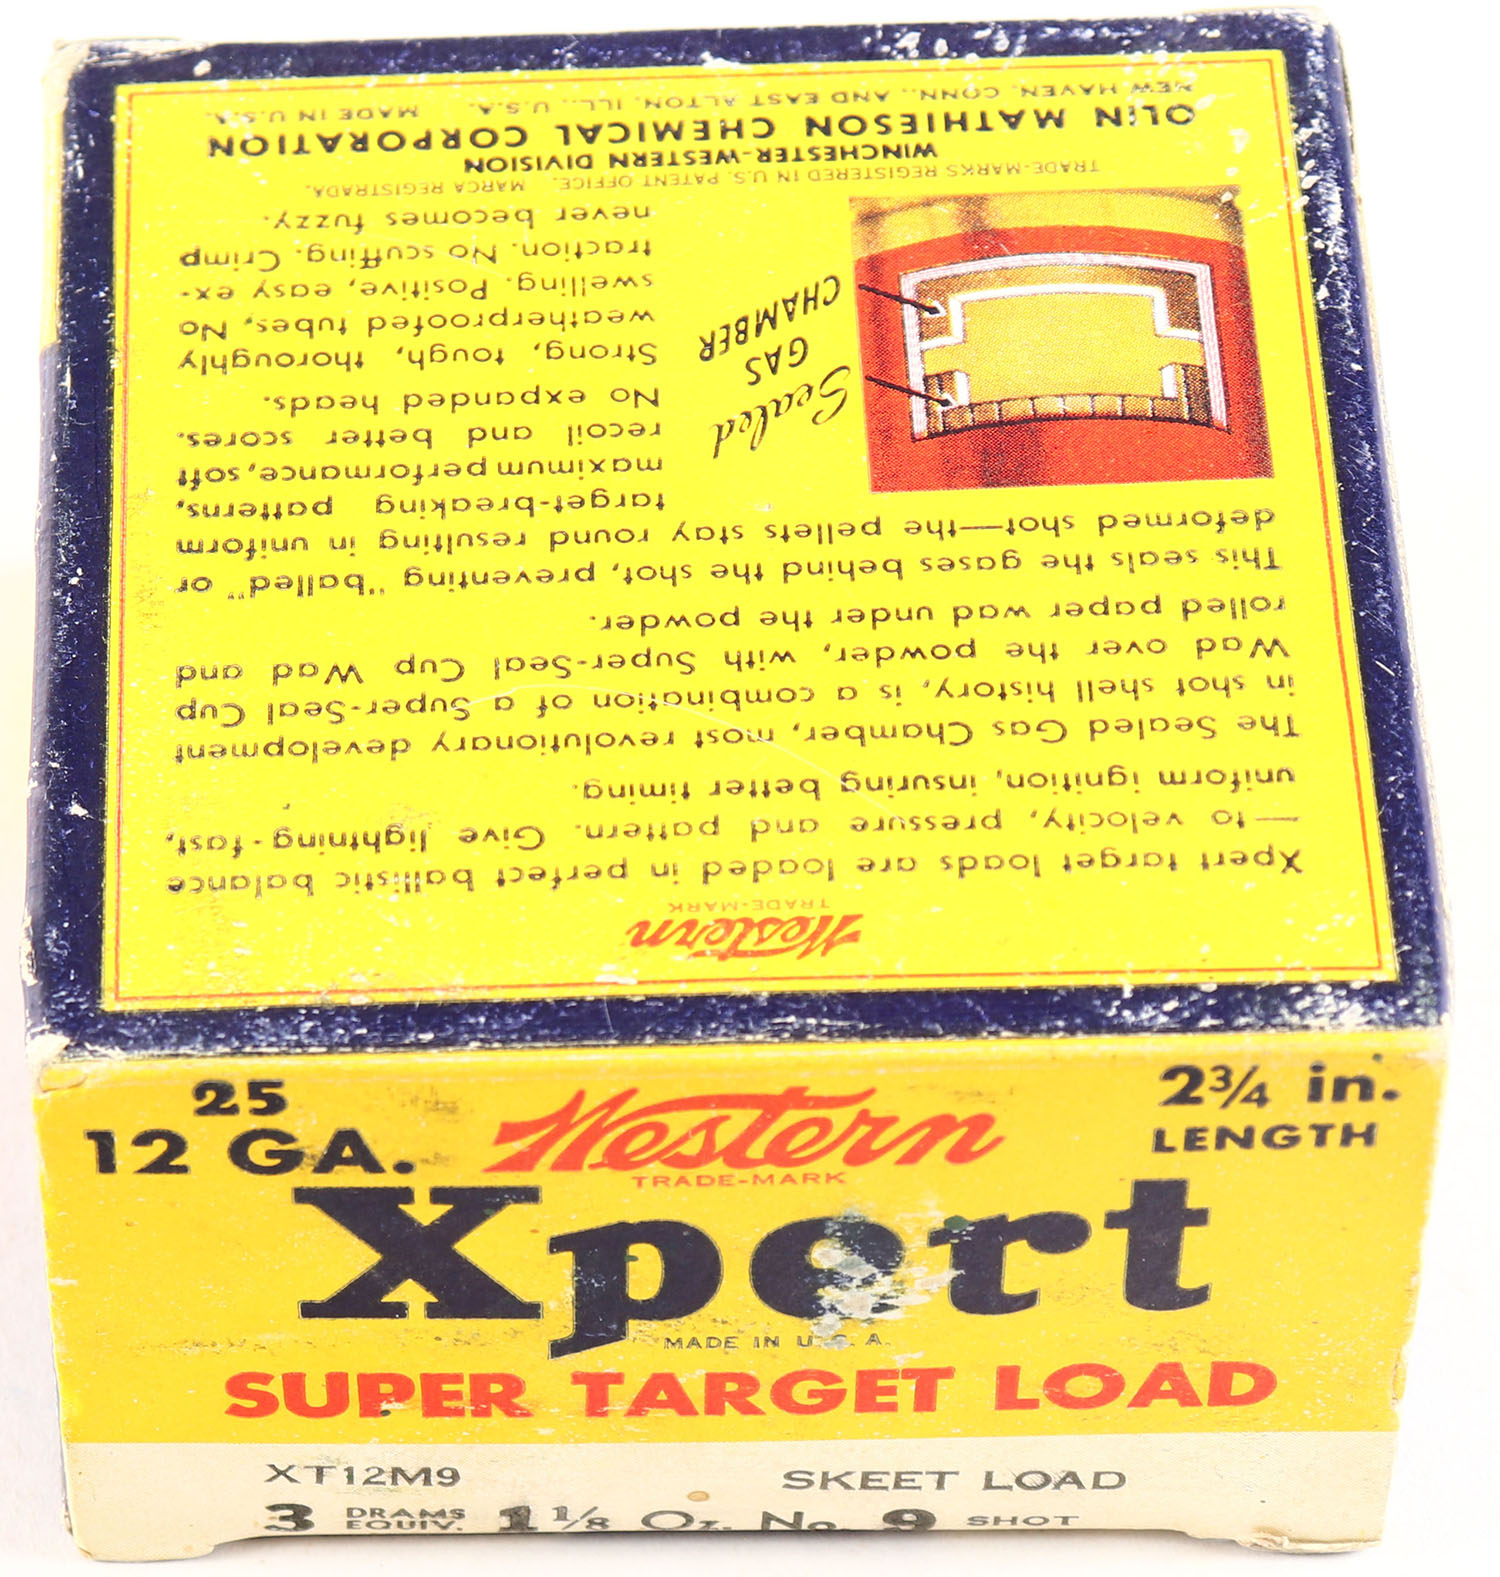 Western
TRADE-MARK
Xpert target loads are loaded in perfect ballistic balance
—to velocity, pressure and pattern. Give lightning-fast,
uniform ignition, insuring better timing.
The Sealed Gas Chamber, most revolutionary development
in shot shell history, is a combination of a Super-Seal Cup
Wad over the powder, with Super-Seal Cup Wad and
rolled paper wad under the powder.
This seals the gases behind the shot, preventing "balled" or
deformed shot—the pellets stay round resulting in uniform
target-breaking patterns,
maximum performance, soft
recoil and better scores.
No expanded heads.
Strong, tough, thoroughly
weatherproofed tubes, No
swelling. Positive, easy ex-
traction. No scuffing. Crimp
never becomes fuzzy.
Sealed
GAS
CHAMBER
TRADE-MARKS REGISTERED IN U.S. PATENT OFFICE. MARCA REGISTRADA.
WINCHESTER-WESTERN DIVISION
OLIN MATHIESON CHEMICAL CORPORATION
NEW HAVEN, CONN., AND EAST ALTON, ILL., U.S.A. MADE IN U.S.A.
25
12 GA.
Western
TRADE-MARK
2¾ in.
LENGTH
Xpert
MADE IN U.S.A.
SUPER TARGET LOAD
XT12M9 SKEET LOAD
3 DRAMS EQUIV. 1⅛ Oz. No. 9 SHOT